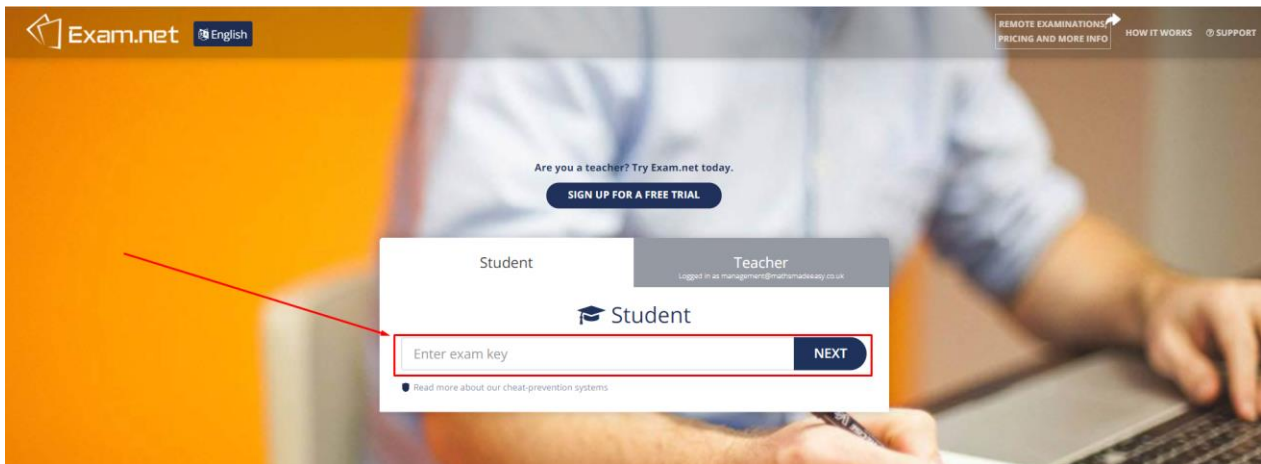 Exam.net
English
REMOTE EXAMINATIONS,
PRICING AND MORE INFO
HOW IT WORKS
SUPPORT
Are you a teacher? Try Exam.net today.
SIGN UP FOR A FREE TRIAL
Student
Teacher
Logged in as management@mathsmadeeasy.co.uk
Student
Enter exam key
NEXT
Read more about our cheat-prevention systems